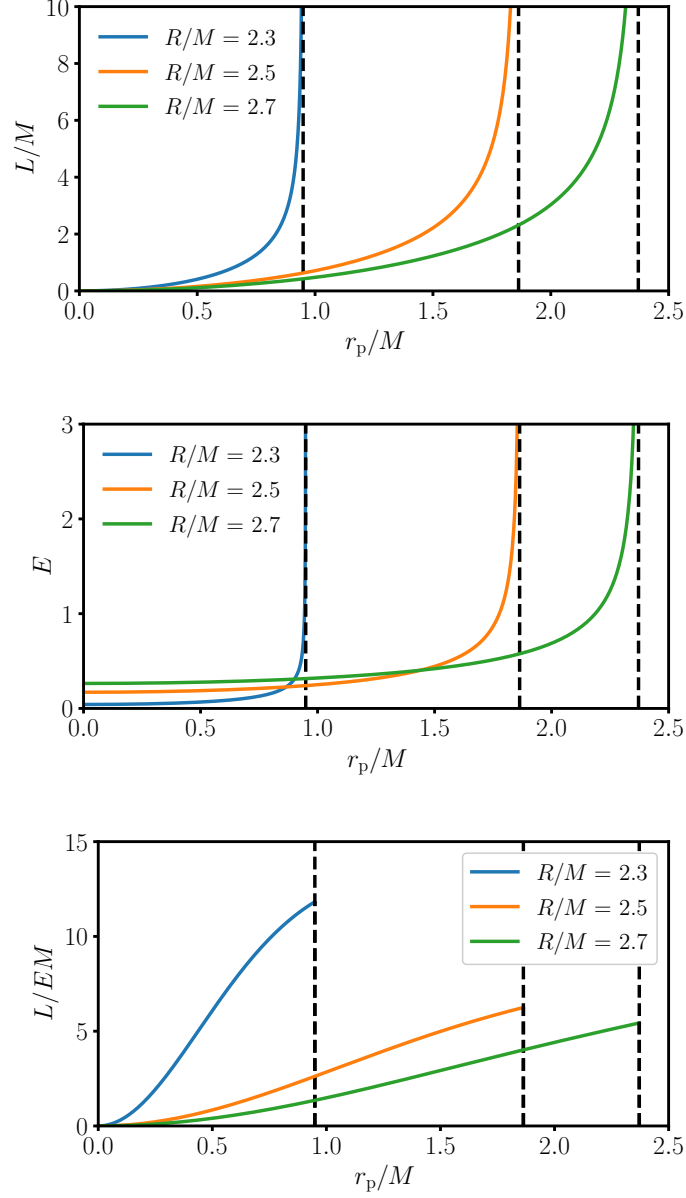 10
8
6
4
2
0
L/M
R/M = 2.3
R/M = 2.5
R/M = 2.7
0.0 0.5 1.0 1.5 2.0 2.5
r_p/M
3
2
1
0
E
R/M = 2.3
R/M = 2.5
R/M = 2.7
0.0 0.5 1.0 1.5 2.0 2.5
r_p/M
15
10
5
0
L/EM
R/M = 2.3
R/M = 2.5
R/M = 2.7
0.0 0.5 1.0 1.5 2.0 2.5
r_p/M